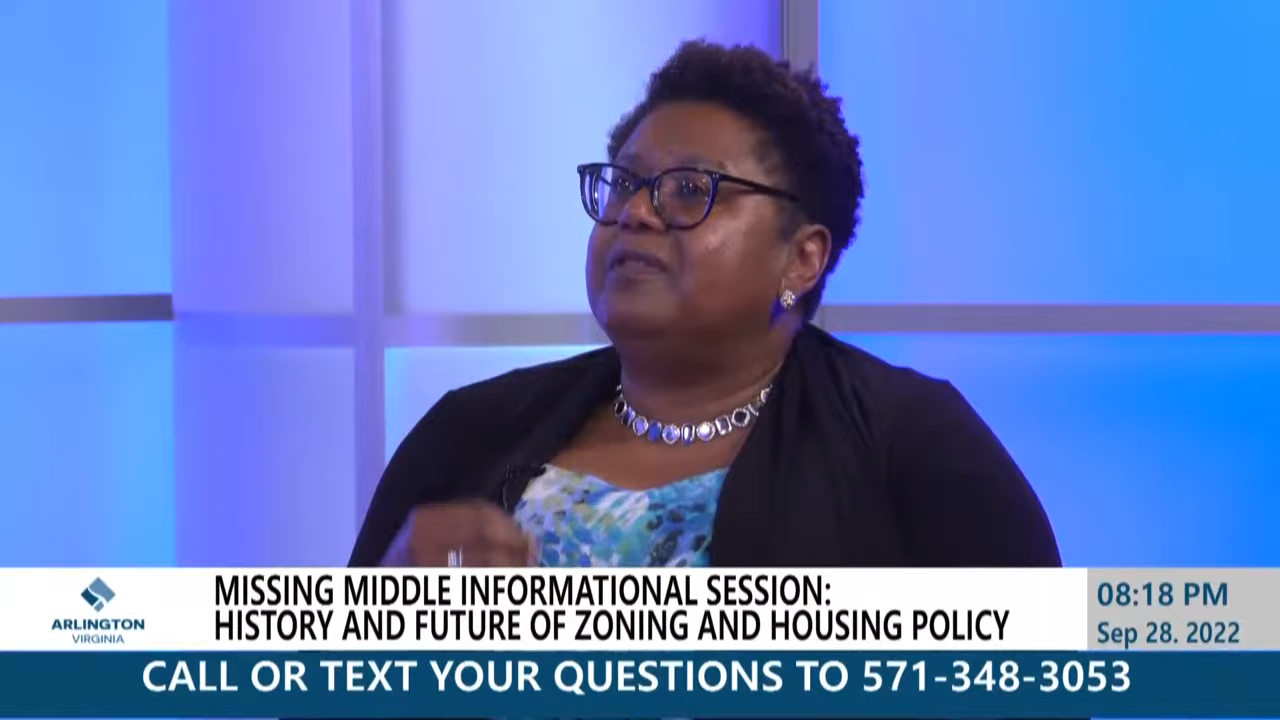 MISSING MIDDLE INFORMATIONAL SESSION:
HISTORY AND FUTURE OF ZONING AND HOUSING POLICY
ARLINGTON
VIRGINIA
08:18 PM
Sep 28. 2022
CALL OR TEXT YOUR QUESTIONS TO 571-348-3053